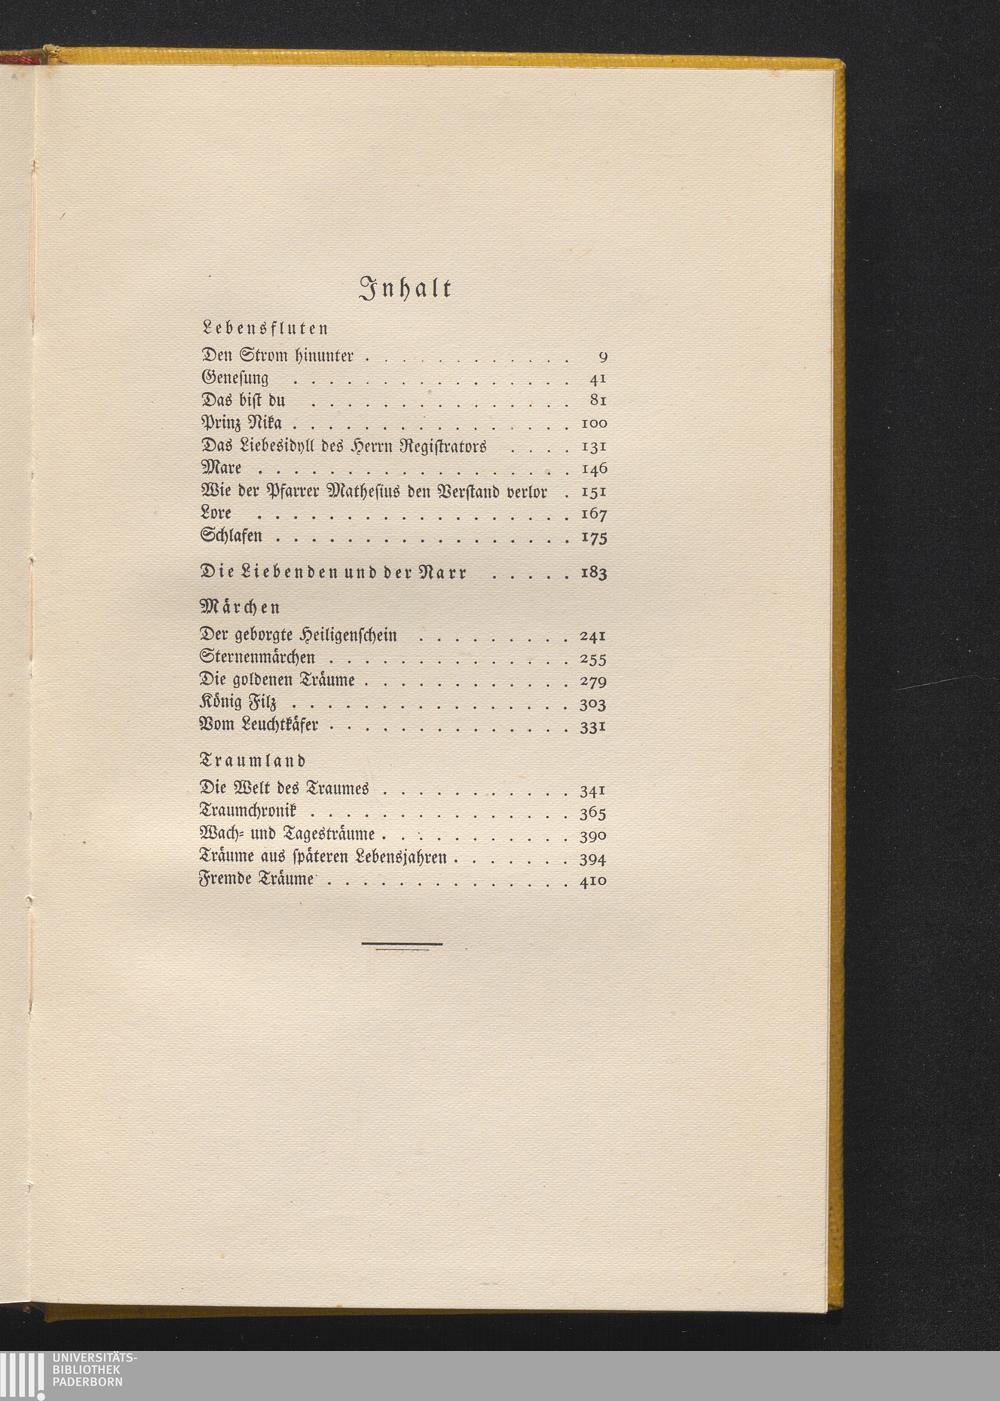 Inhalt
Lebensfluten
Den Strom hinunter . . . . . . . . . . . . 9
Geneſung . . . . . . . . . . . . . . . . 41
Das biſt du . . . . . . . . . . . . . . . 81
Prinz Nika . . . . . . . . . . . . . . . . 100
Das Liebesidyll des Herrn Regiſtrators . . . . 131
Mare . . . . . . . . . . . . . . . . . . 146
Wie der Pfarrer Matheſius den Verſtand verlor . 151
Lore . . . . . . . . . . . . . . . . . . 167
Schlafen . . . . . . . . . . . . . . . . . 175
Die Liebenden und der Narr . . . . . 183
Märchen
Der geborgte Heiligenſchein . . . . . . . . . 241
Sternenmärchen . . . . . . . . . . . . . . 255
Die goldenen Träume . . . . . . . . . . . . 279
König Filz . . . . . . . . . . . . . . . . 303
Vom Leuchtkäfer . . . . . . . . . . . . . . 331
Traumland
Die Welt des Traumes . . . . . . . . . . . 341
Traumchronik . . . . . . . . . . . . . . . 365
Wach- und Tagesträume . . . . . . . . . . . 390
Träume aus ſpäteren Lebensjahren . . . . . . . 394
Fremde Träume . . . . . . . . . . . . . . 410
UNIVERSITÄTS-
BIBLIOTHEK
PADERBORN